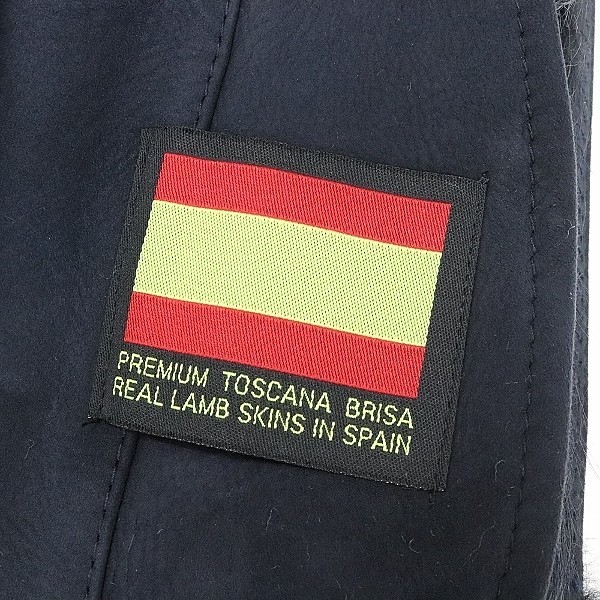 PREMIUM TOSCANA BRISA
REAL LAMB SKINS IN SPAIN